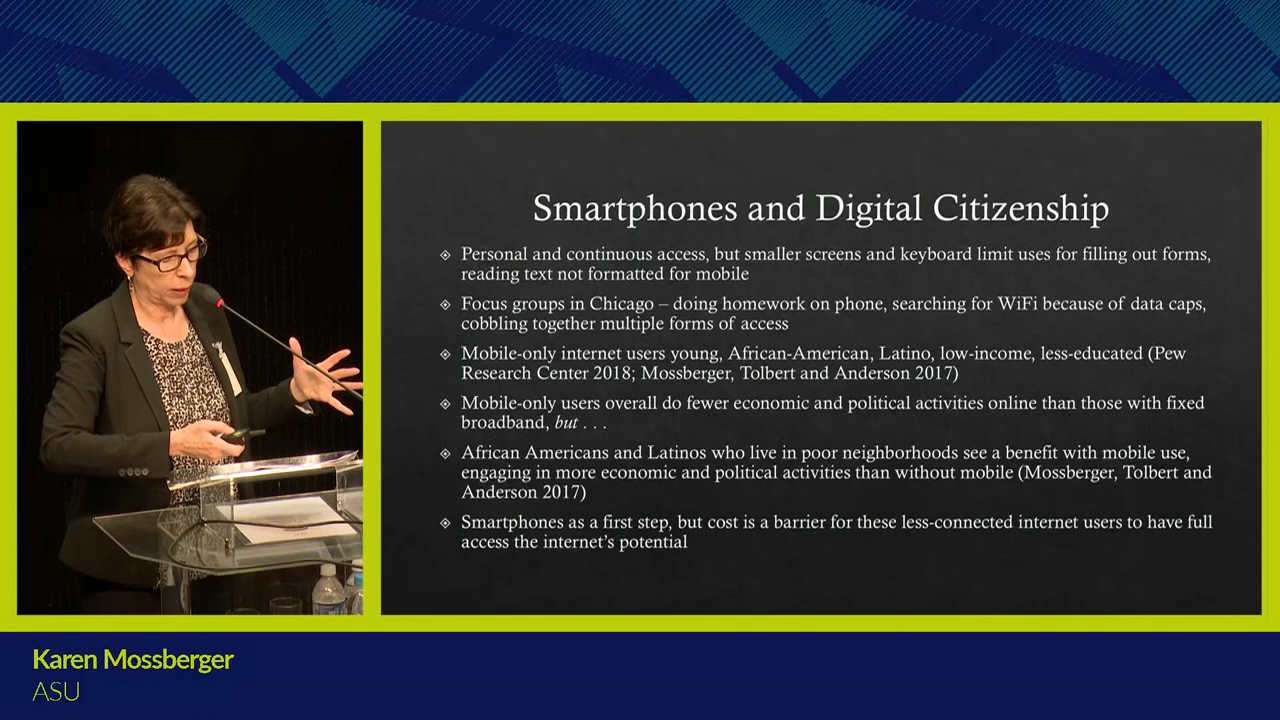 Smartphones and Digital Citizenship
Personal and continuous access, but smaller screens and keyboard limit uses for filling out forms,
reading text not formatted for mobile
Focus groups in Chicago – doing homework on phone, searching for WiFi because of data caps,
cobbling together multiple forms of access
Mobile-only internet users young, African-American, Latino, low-income, less-educated (Pew
Research Center 2018; Mossberger, Tolbert and Anderson 2017)
Mobile-only users overall do fewer economic and political activities online than those with fixed
broadband, but . . .
African Americans and Latinos who live in poor neighborhoods see a benefit with mobile use,
engaging in more economic and political activities than without mobile (Mossberger, Tolbert and
Anderson 2017)
Smartphones as a first step, but cost is a barrier for these less-connected internet users to have full
access the internet's potential
Karen Mossberger
ASU